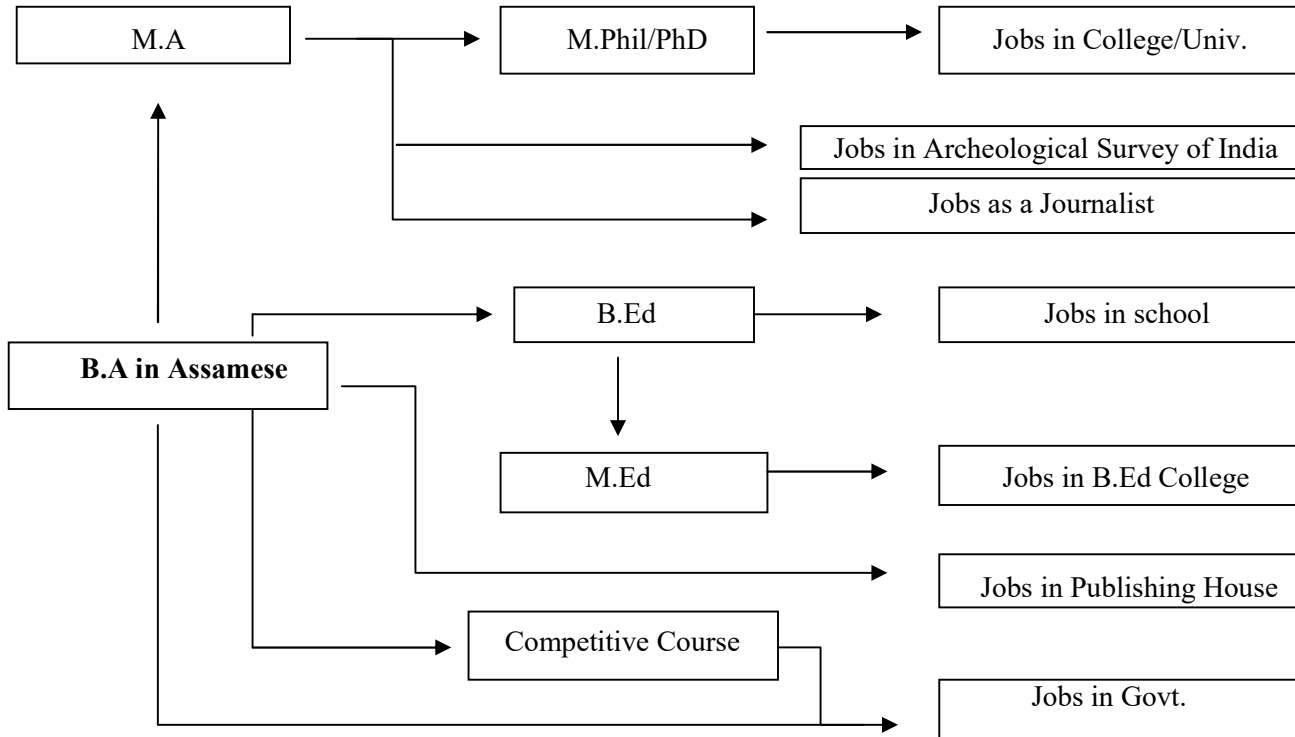 M.A
M.Phil/PhD
Jobs in College/Univ.
Jobs in Archeological Survey of India
Jobs as a Journalist
B.Ed
Jobs in school
B.A in Assamese
M.Ed
Jobs in B.Ed College
Jobs in Publishing House
Competitive Course
Jobs in Govt.